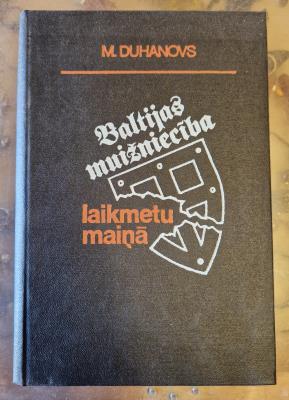 M. DUHANOVS
Baltijas
muižniecība
laikmetu
maiņā